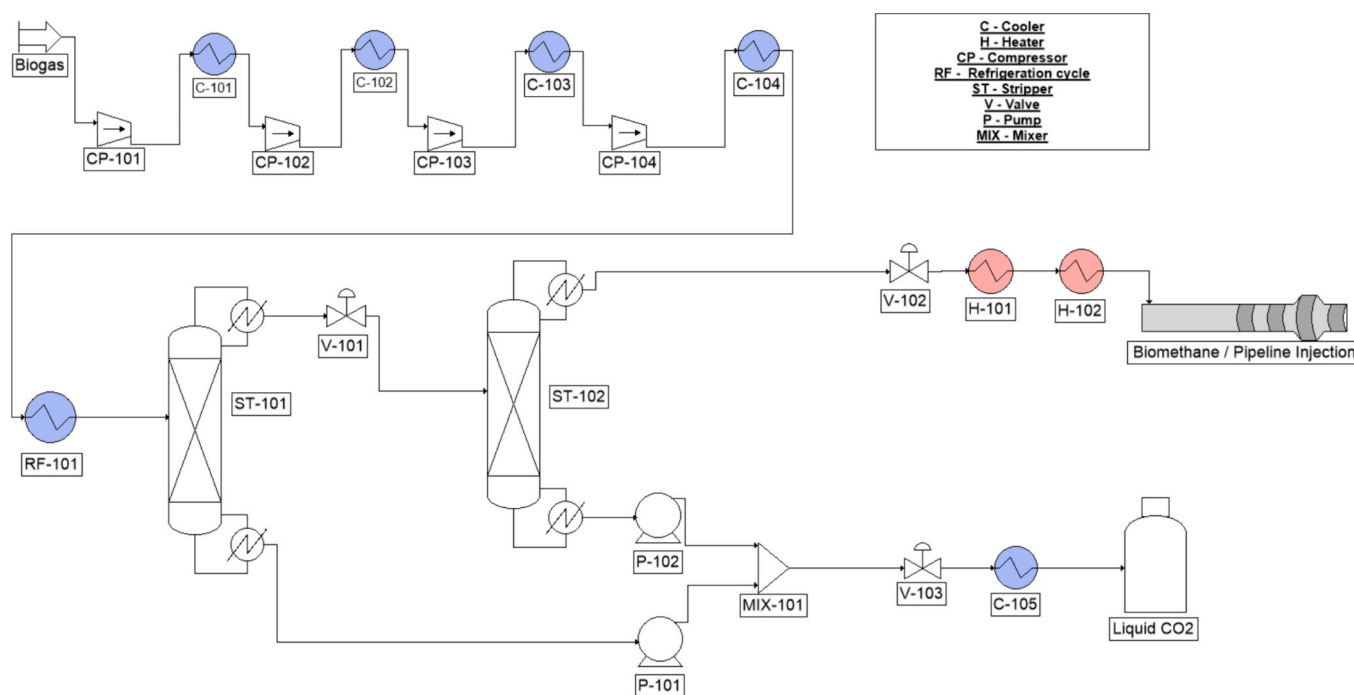 Biogas
C-101
C-102
C-103
C-104
CP-101
CP-102
CP-103
CP-104
C - Cooler
H - Heater
CP - Compressor
RF - Refrigeration cycle
ST - Stripper
V - Valve
P - Pump
MIX - Mixer
V-102
H-101
H-102
Biomethane / Pipeline Injection
V-101
ST-101
ST-102
RF-101
P-102
MIX-101
V-103
C-105
Liquid CO2
P-101